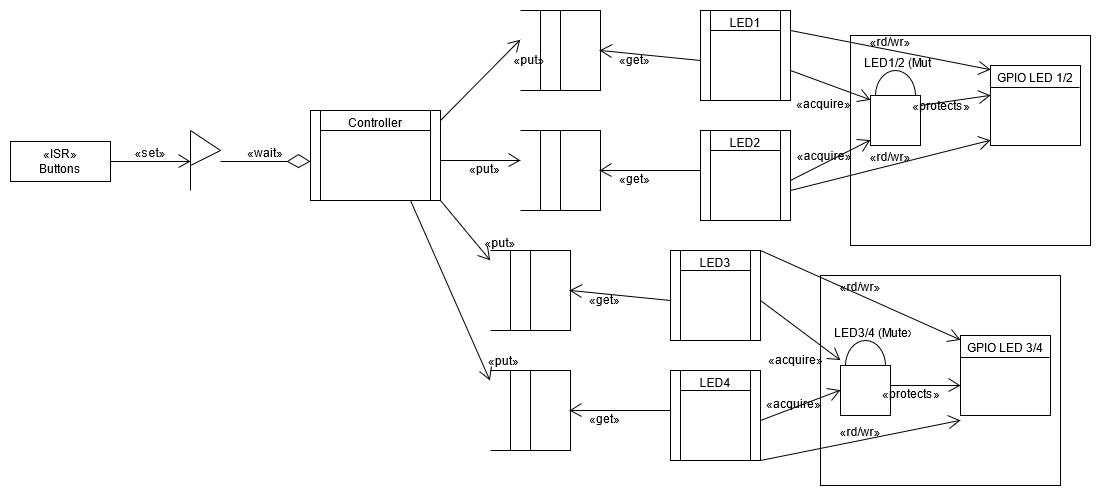 «ISR»
Buttons
«set»
«wait»
Controller
«put»
«get»
LED1
«rd/wr»
LED1/2 (Mut
«acquire»
«protects»
GPIO LED 1/2
«put»
«get»
LED2
«acquire»
«rd/wr»
«put»
«get»
LED3
«rd/wr»
LED3/4 (Mute
«acquire»
«protects»
GPIO LED 3/4
«put»
«get»
LED4
«acquire»
«rd/wr»